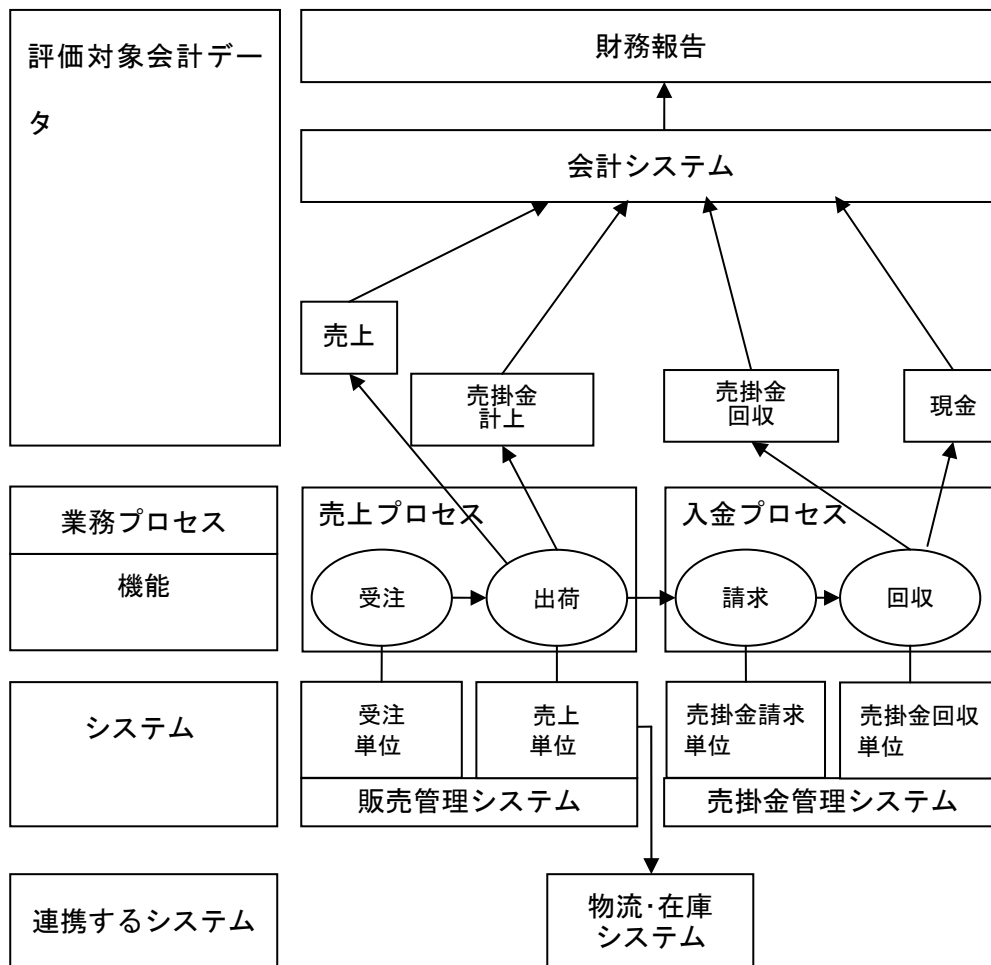 評価対象会計デー
タ
財務報告
会計システム
売上
売掛金
計上
売掛金
回収
現金
業務プロセス
売上プロセス
入金プロセス
機能
受注
出荷
請求
回収
システム
受注
単位
売上
単位
売掛金請求
単位
売掛金回収
単位
販売管理システム
売掛金管理システム
連携するシステム
物流・在庫
システム